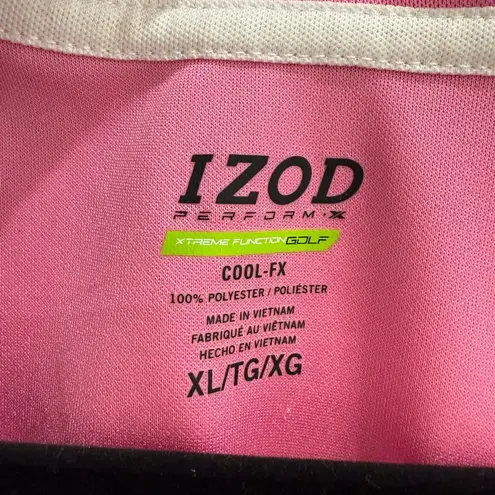 IZOD
PERFORM·X
XTREME FUNCTION GOLF
COOL-FX
100% POLYESTER / POLIÉSTER
MADE IN VIETNAM
FABRIQUÉ AU VIÊTNAM
HECHO EN VIETNAM
XL/TG/XG